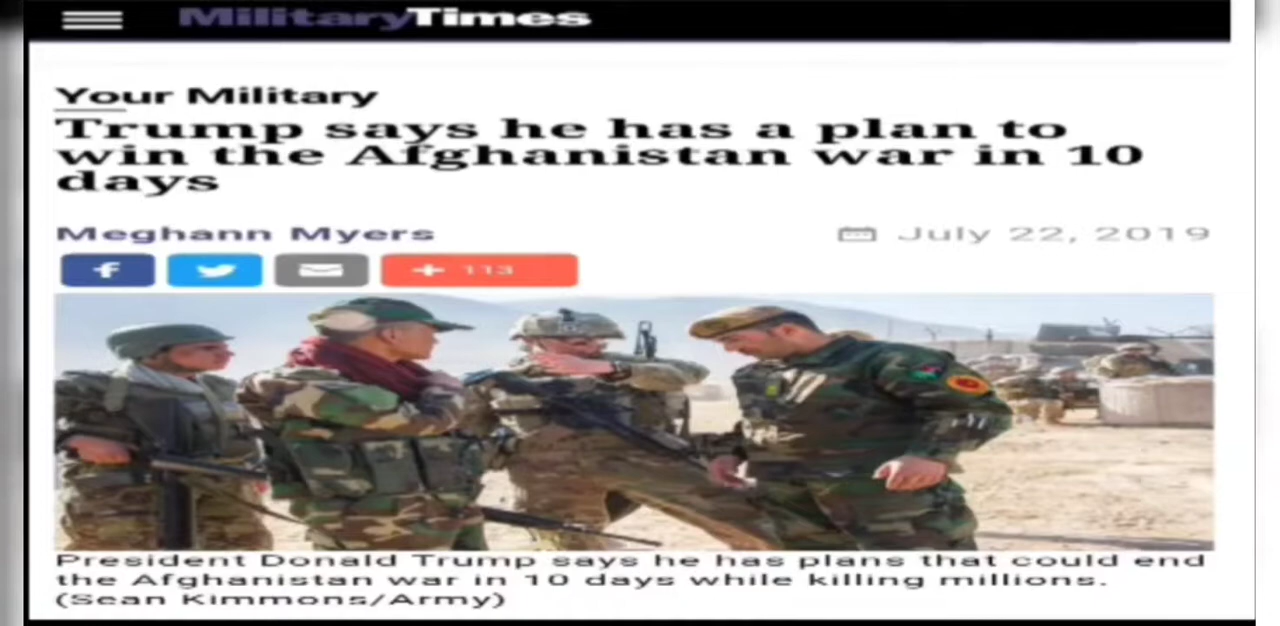 MilitaryTimes
Your Military
Trump says he has a plan to
win the Afghanistan war in 10
days
Meghann Myers
July 22, 2019
113
President Donald Trump says he has plans that could end
the Afghanistan war in 10 days while killing millions.
(Sean Kimmons/Army)